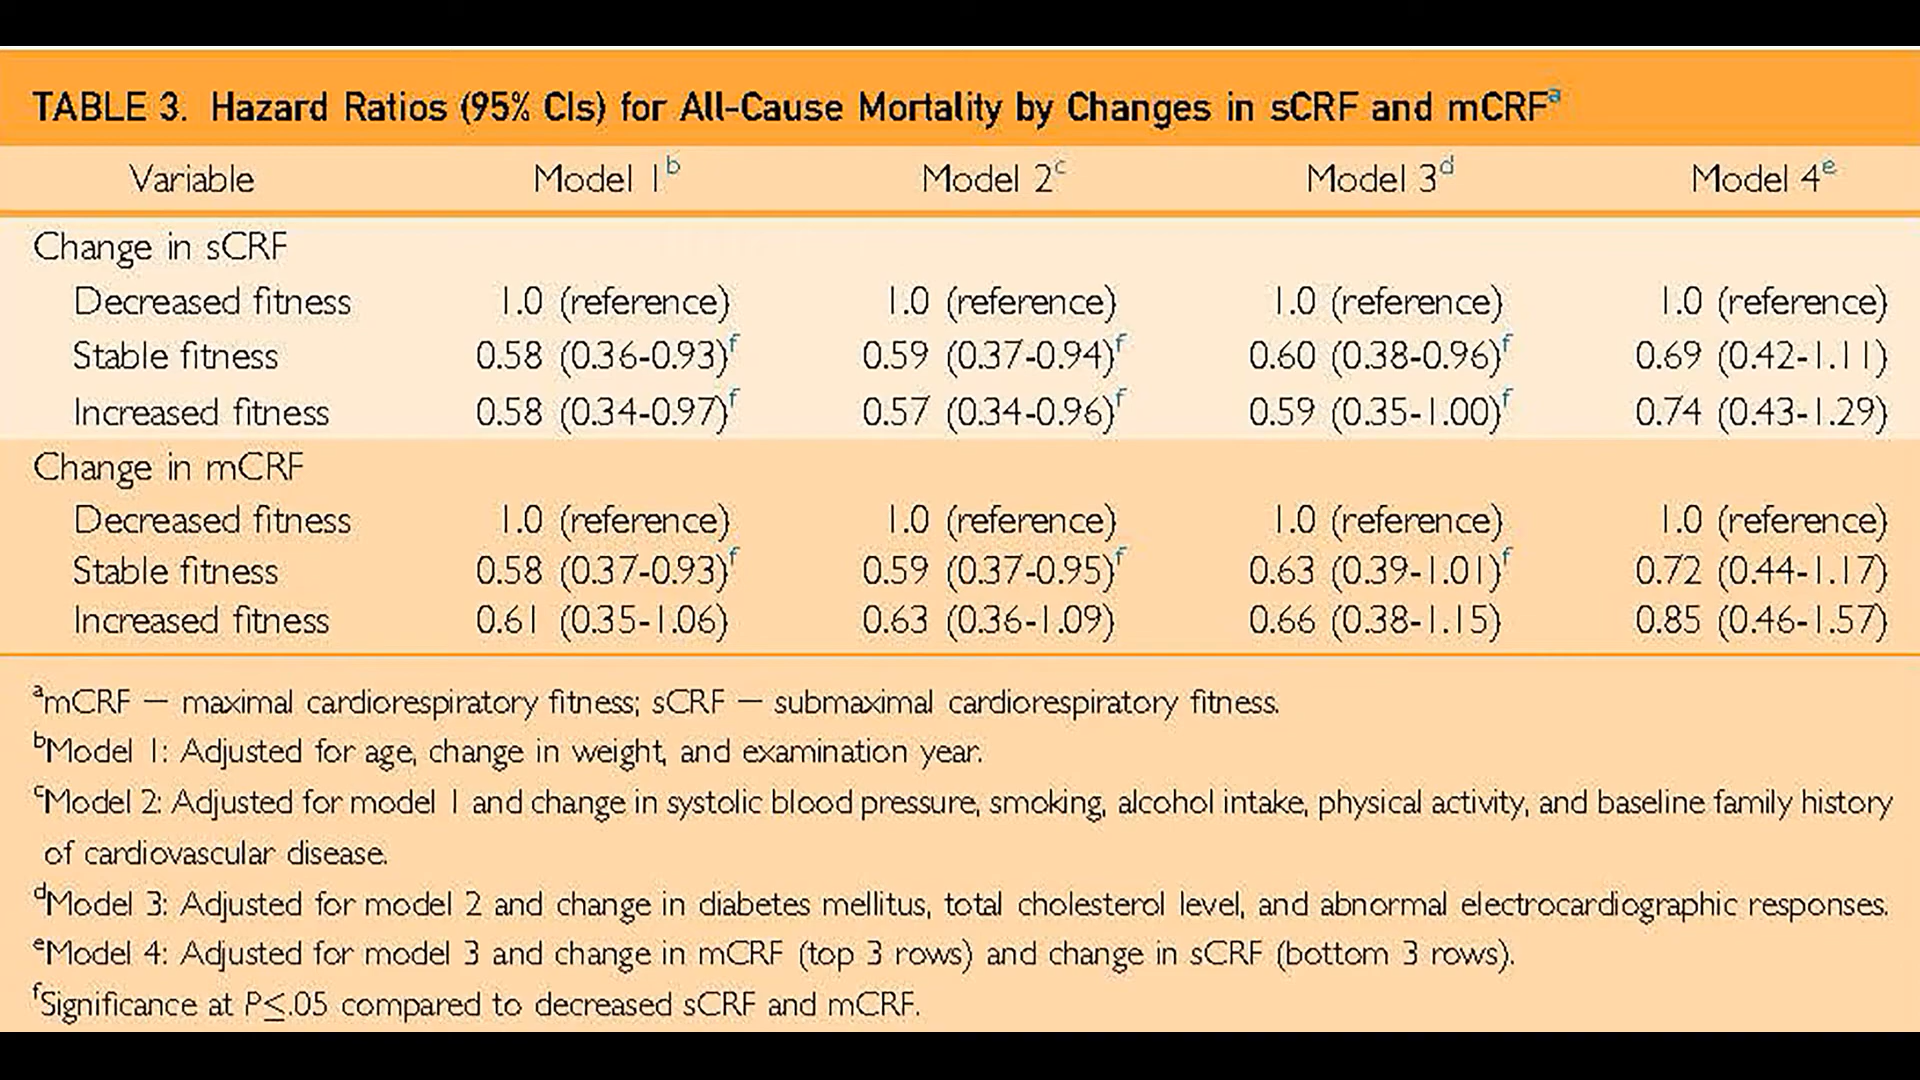 TABLE 3. Hazard Ratios (95% CIs) for All-Cause Mortality by Changes in sCRF and mCRFᵃ
Variable Model 1ᵇ Model 2ᶜ Model 3ᵈ Model 4ᵉ
Change in sCRF
Decreased fitness 1.0 (reference) 1.0 (reference) 1.0 (reference) 1.0 (reference)
Stable fitness 0.58 (0.36-0.93)ᶠ 0.59 (0.37-0.94)ᶠ 0.60 (0.38-0.96)ᶠ 0.69 (0.42-1.11)
Increased fitness 0.58 (0.34-0.97)ᶠ 0.57 (0.34-0.96)ᶠ 0.59 (0.35-1.00)ᶠ 0.74 (0.43-1.29)
Change in mCRF
Decreased fitness 1.0 (reference) 1.0 (reference) 1.0 (reference) 1.0 (reference)
Stable fitness 0.58 (0.37-0.93)ᶠ 0.59 (0.37-0.95)ᶠ 0.63 (0.39-1.01)ᶠ 0.72 (0.44-1.17)
Increased fitness 0.61 (0.35-1.06) 0.63 (0.36-1.09) 0.66 (0.38-1.15) 0.85 (0.46-1.57)
ᵃmCRF — maximal cardiorespiratory fitness; sCRF — submaximal cardiorespiratory fitness.
ᵇModel 1: Adjusted for age, change in weight, and examination year.
ᶜModel 2: Adjusted for model 1 and change in systolic blood pressure, smoking, alcohol intake, physical activity, and baseline family history
of cardiovascular disease.
ᵈModel 3: Adjusted for model 2 and change in diabetes mellitus, total cholesterol level, and abnormal electrocardiographic responses.
ᵉModel 4: Adjusted for model 3 and change in mCRF (top 3 rows) and change in sCRF (bottom 3 rows).
ᶠSignificance at P≤.05 compared to decreased sCRF and mCRF.